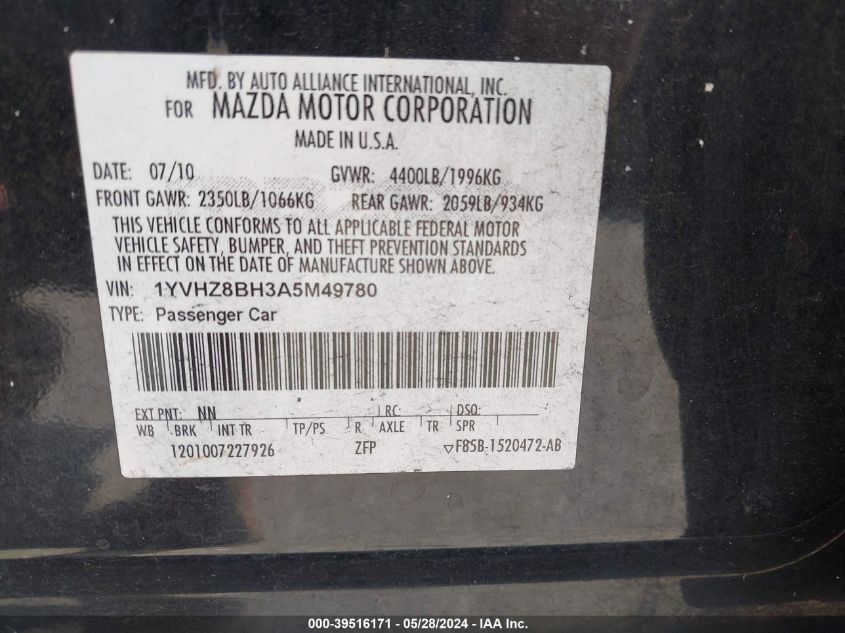 MFD. BY AUTO ALLIANCE INTERNATIONAL, INC.
FOR MAZDA MOTOR CORPORATION
MADE IN U.S.A.
DATE: 07/10 GVWR: 4400LB/1996KG
FRONT GAWR: 2350LB/1066KG REAR GAWR: 2059LB/934KG
THIS VEHICLE CONFORMS TO ALL APPLICABLE FEDERAL MOTOR
VEHICLE SAFETY, BUMPER, AND THEFT PREVENTION STANDARDS
IN EFFECT ON THE DATE OF MANUFACTURE SHOWN ABOVE.
VIN: 1YVHZ8BH3A5M49780
TYPE: Passenger Car
EXT PNT: NN RC: DSO:
WB BRK INT TR TP/PS R AXLE TR SPR
1201007227926 ZFP ▽F85B-1520472-AB
000-39516171 — 05/28/2024 — IAA Inc.